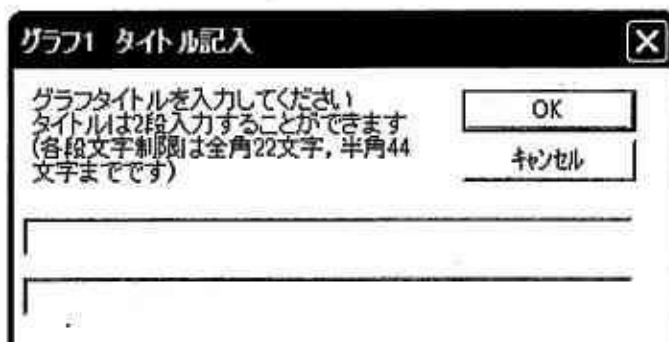 グラフ1 タイトル記入
グラフタイトルを入力してください
タイトルは2段入力することができます
(各段文字制限は全角22文字, 半角44
文字までです)
OK
キャンセル